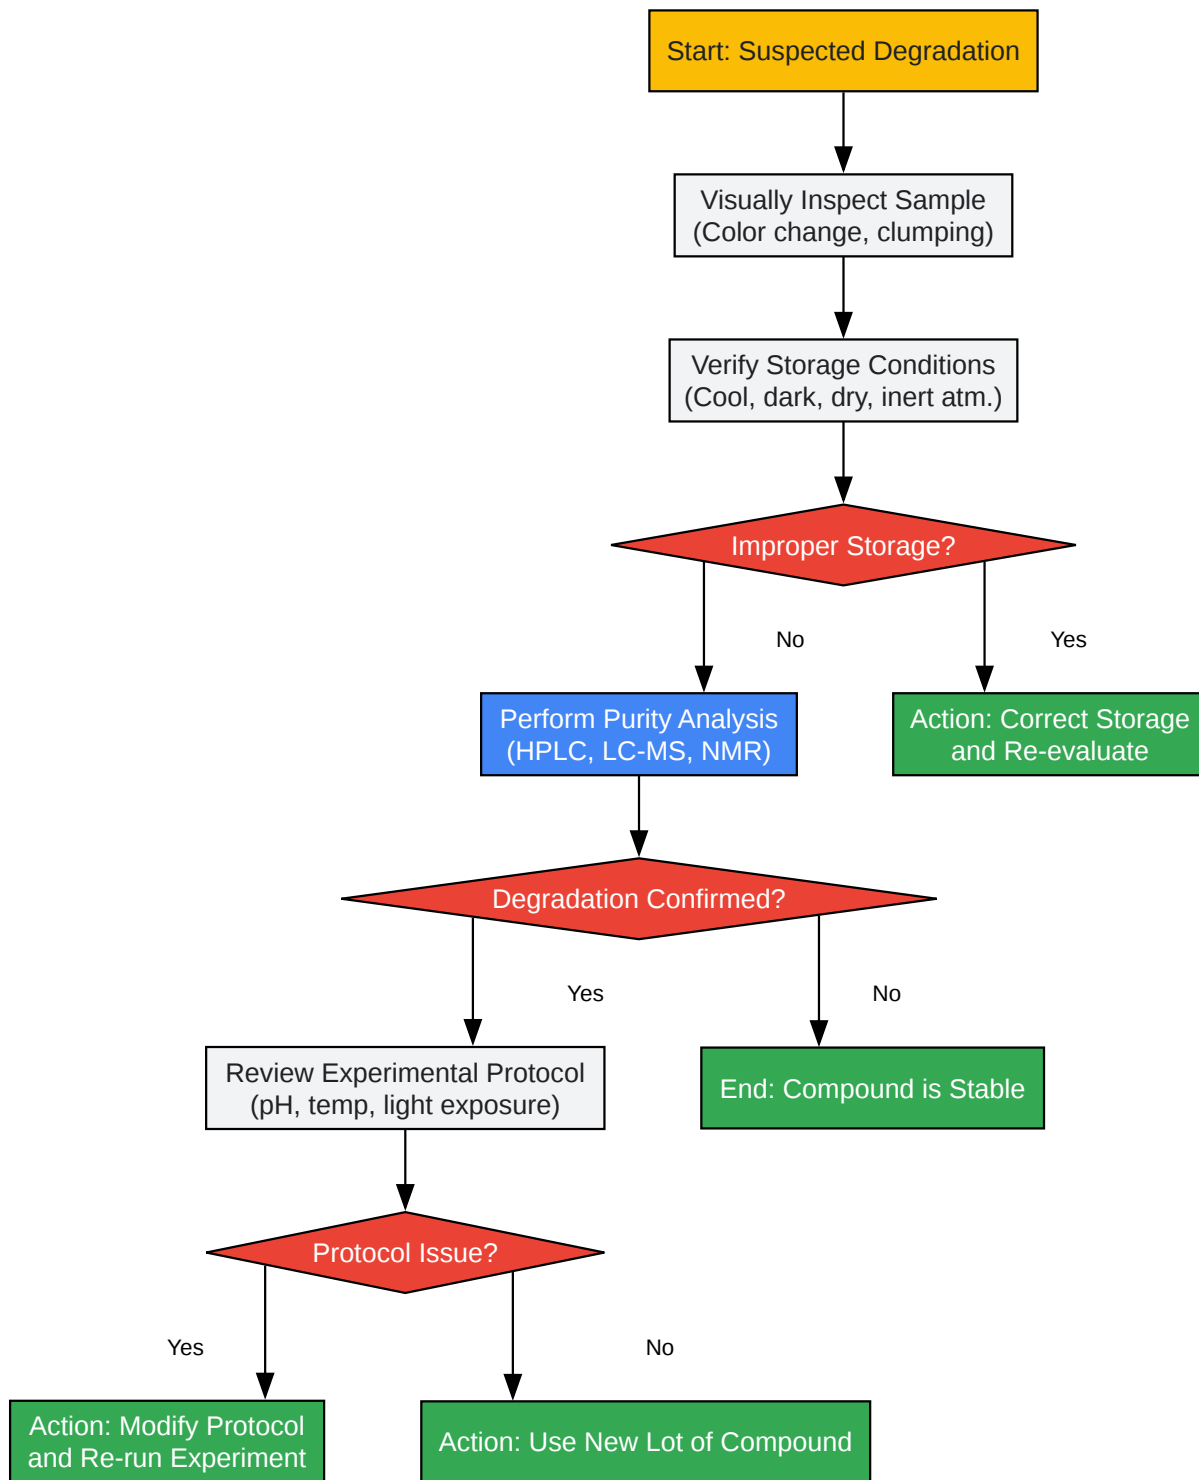 Start: Suspected Degradation
Visually Inspect Sample
(Color change, clumping)
Verify Storage Conditions
(Cool, dark, dry, inert atm.)
Improper Storage?
No
Yes
Perform Purity Analysis
(HPLC, LC-MS, NMR)
Action: Correct Storage
and Re-evaluate
Degradation Confirmed?
Yes
No
Review Experimental Protocol
(pH, temp, light exposure)
End: Compound is Stable
Protocol Issue?
Yes
No
Action: Modify Protocol
and Re-run Experiment
Action: Use New Lot of Compound